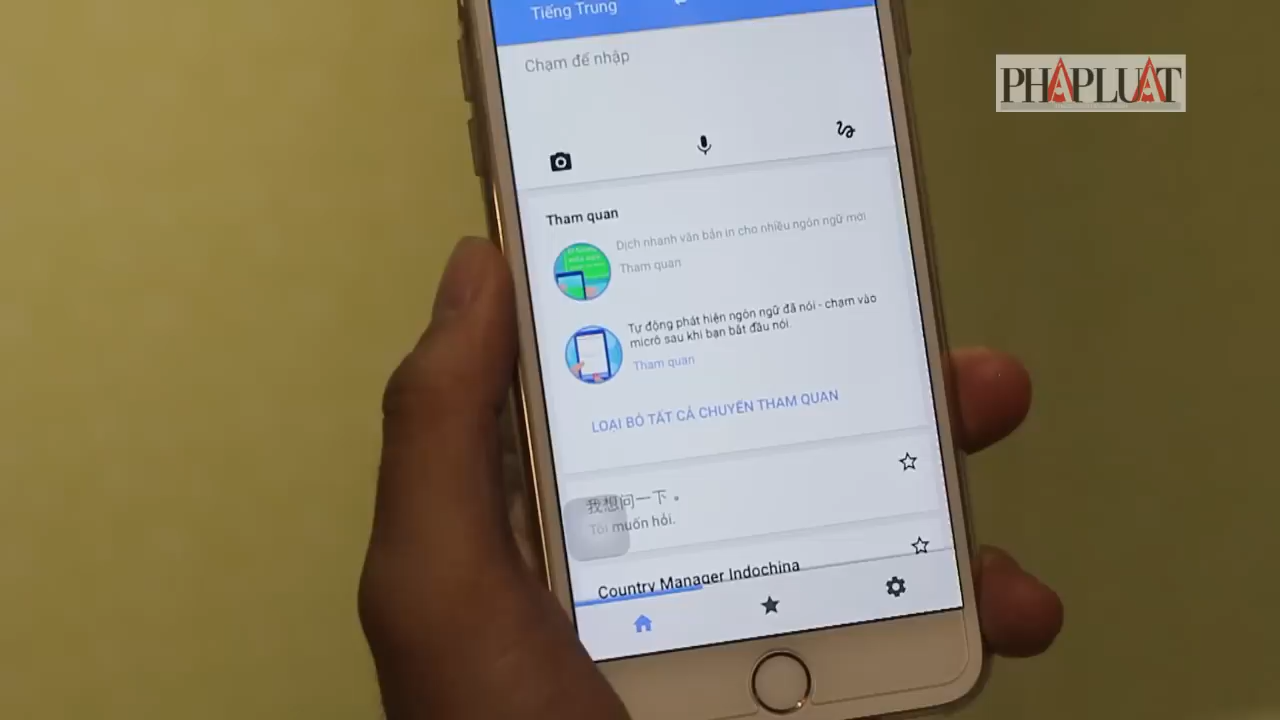 Tiếng Trung
Chạm để nhập
PHAPLUAT
Tham quan
Dịch nhanh văn bản in cho nhiều ngôn ngữ mới
Tham quan
Tự động phát hiện ngôn ngữ đã nói - chạm vào
micrô sau khi bạn bắt đầu nói.
Tham quan
LOẠI BỎ TẤT CẢ CHUYẾN THAM QUAN
我想问一下。
Tôi muốn hỏi.
Country Manager Indochina